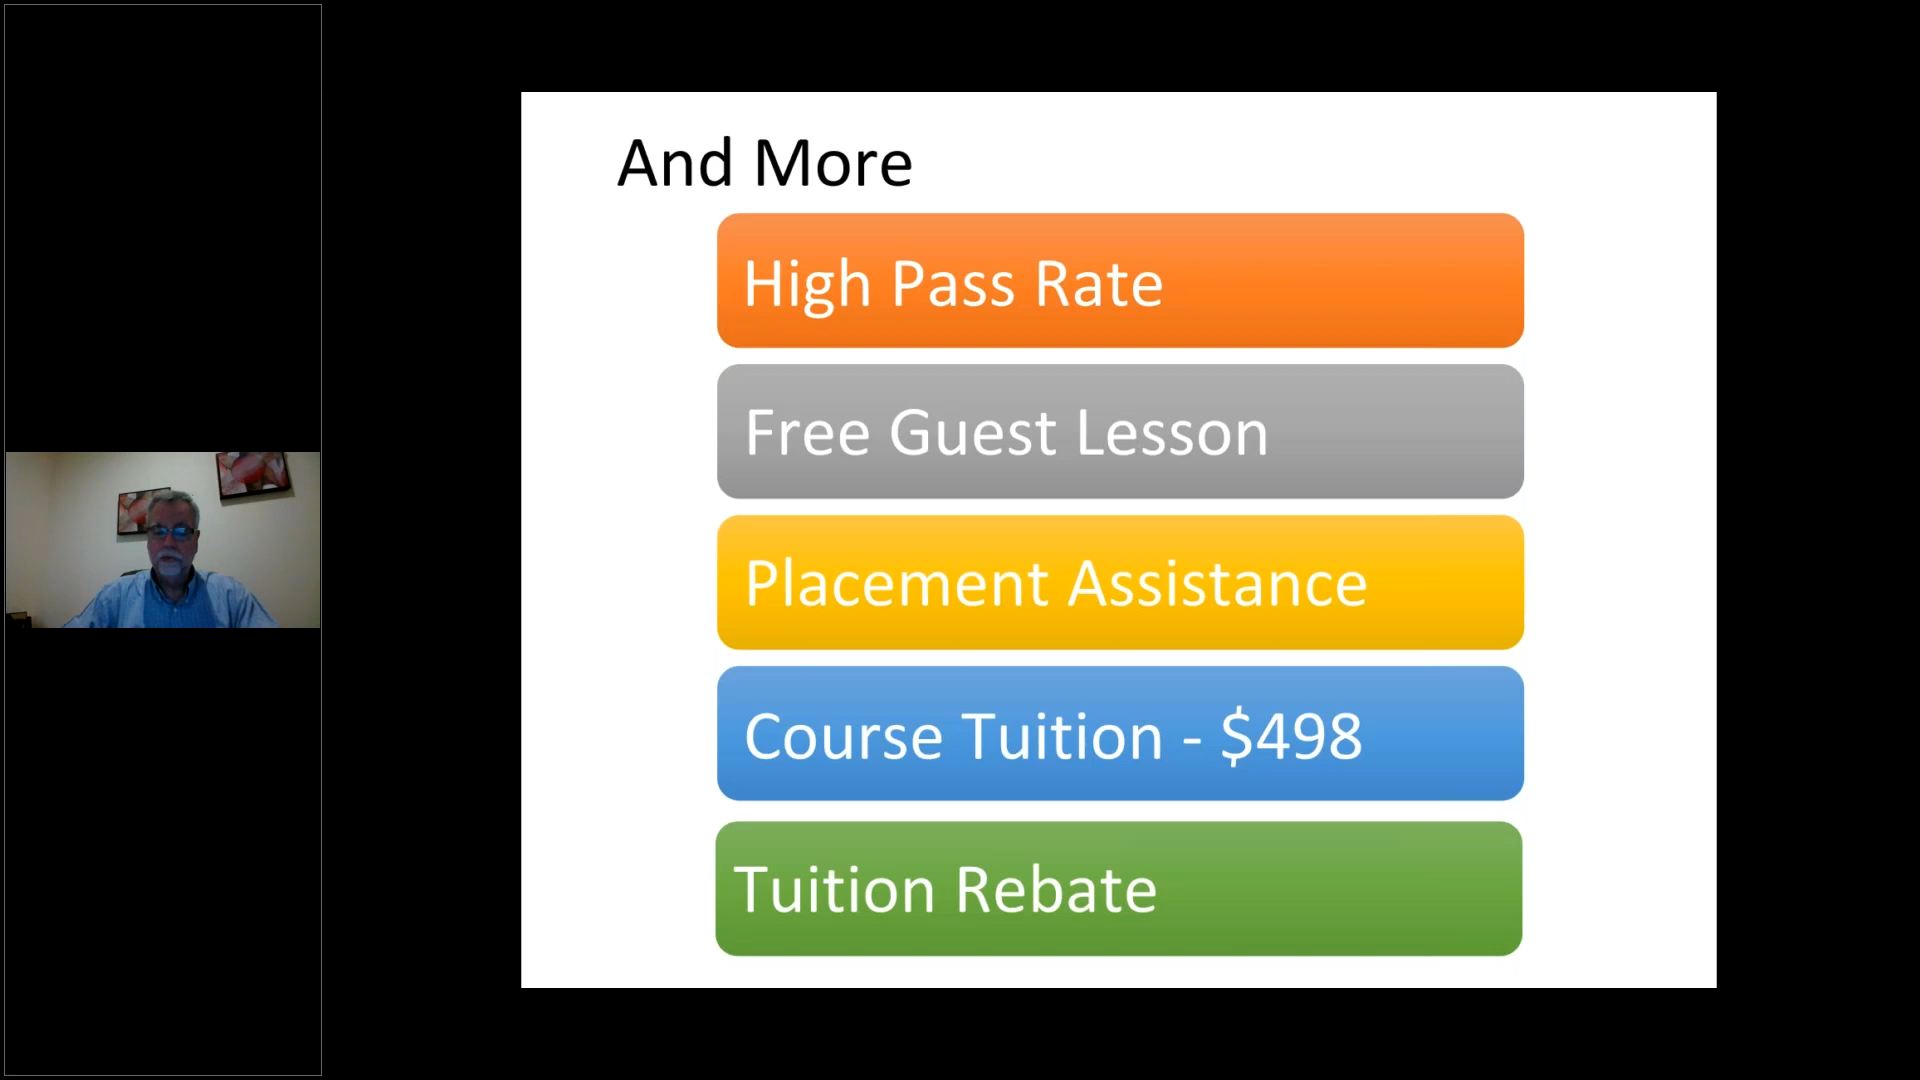 And More
High Pass Rate
Free Guest Lesson
Placement Assistance
Course Tuition - $498
Tuition Rebate